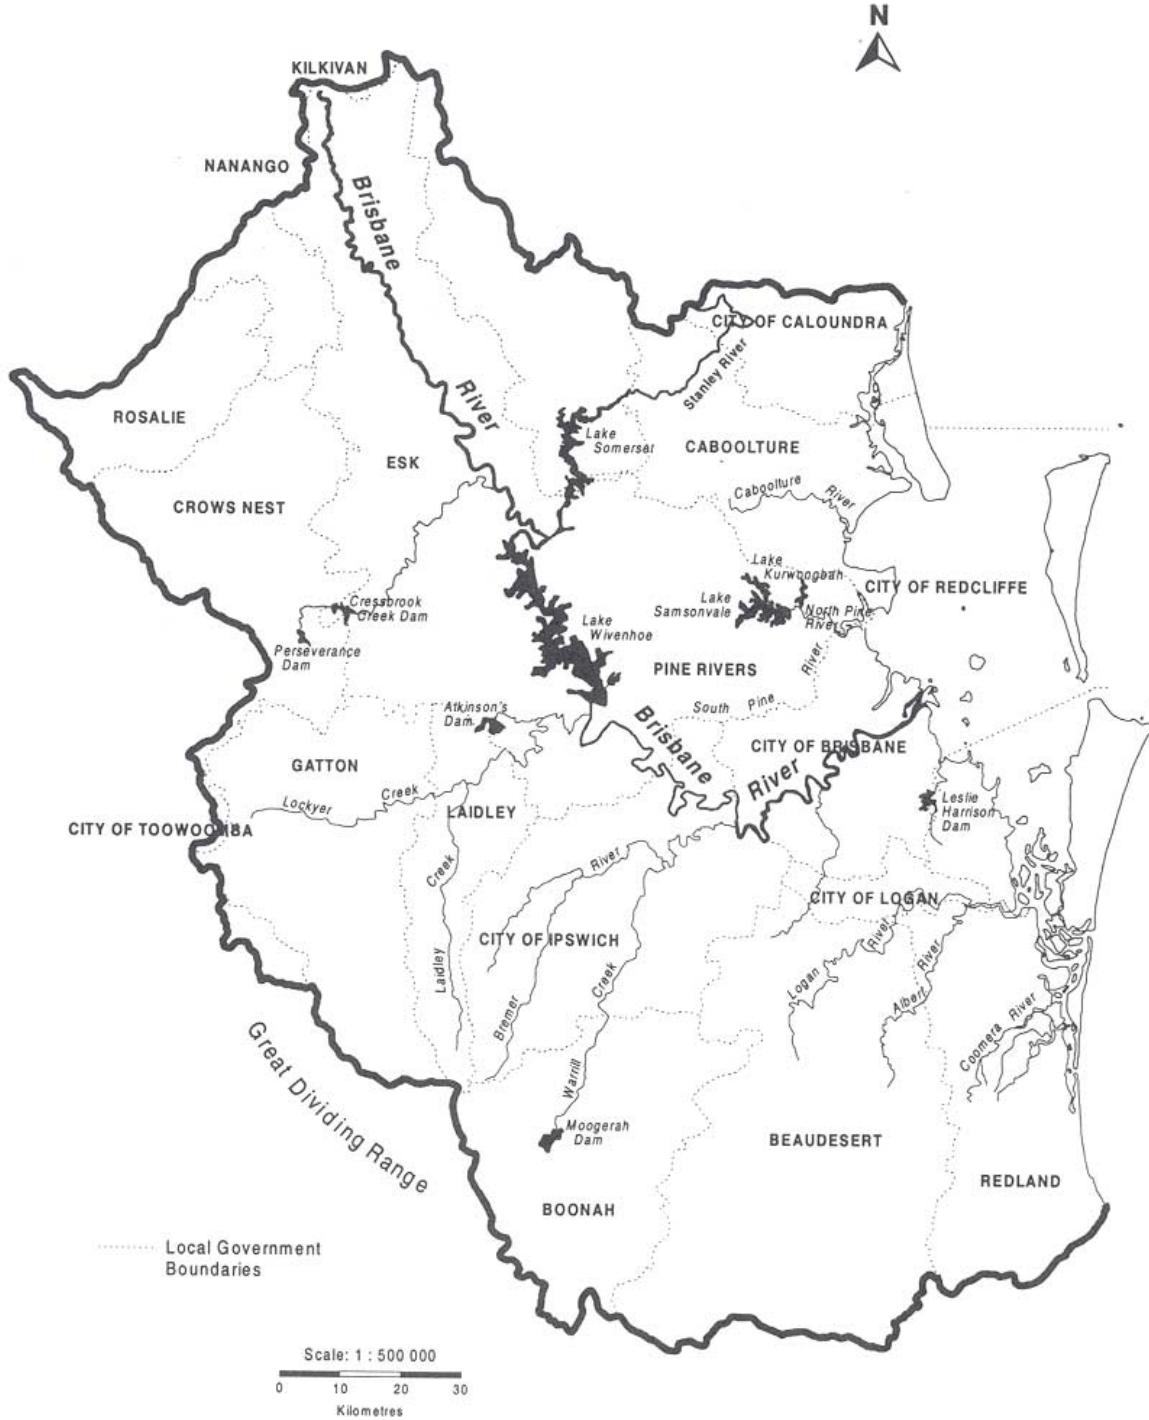 N
KILKIVAN
NANANGO
Brisbane
River
CITY OF CALOUNDRA
Stanley River
ROSALIE
Lake
Somerset
CABOOLTURE
ESK
Caboolture River
CROWS NEST
Lake
Kurwoogbah
CITY OF REDCLIFFE
Cressbrook
Creek Dam
Lake
Samsonvale
North Pine
River
Lake
Wivenhoe
Perseverance
Dam
PINE RIVERS
South Pine River
Atkinson's
Dam
Brisbane
River
CITY OF BRISBANE
GATTON
Lockyer Creek
LAIDLEY
Leslie
Harrison
Dam
CITY OF TOOWOOMBA
Laidley Creek
Bremer River
CITY OF LOGAN
CITY OF IPSWICH
Warrill Creek
Logan River
Albert River
Coomera River
Great Dividing Range
Moogerah
Dam
BEAUDESERT
REDLAND
BOONAH
Local Government
Boundaries
Scale: 1 : 500 000
0 10 20 30
Kilometres